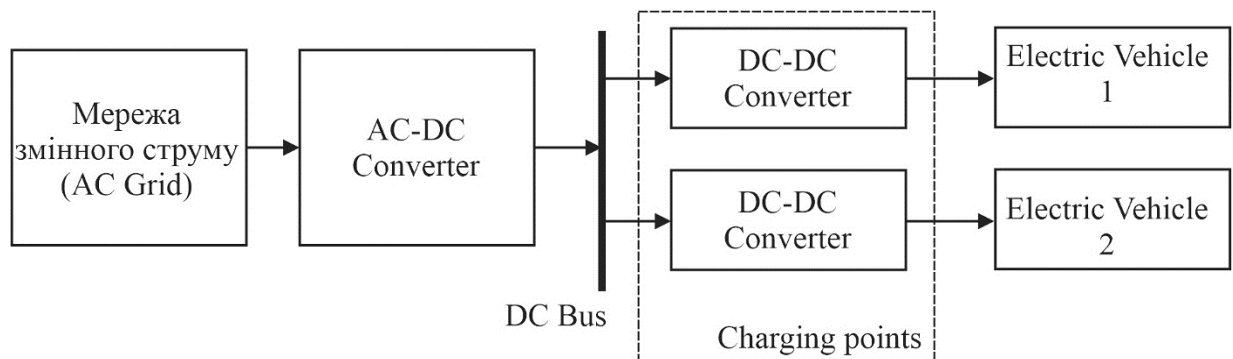 Мережа
змінного струму
(AC Grid)
AC-DC
Converter
DC Bus
DC-DC
Converter
DC-DC
Converter
Charging points
Electric Vehicle
1
Electric Vehicle
2